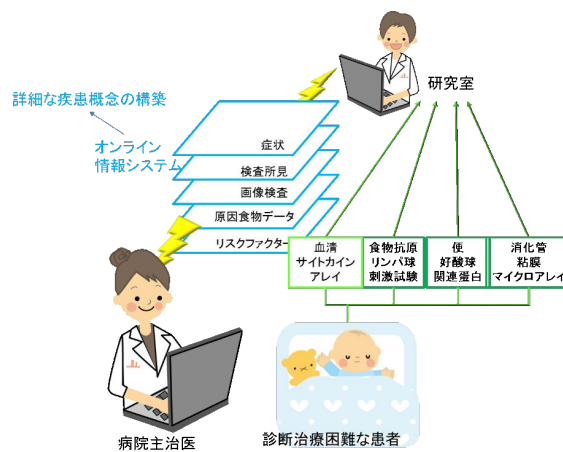 研究室
詳細な疾患概念の構築
オンライン
情報システム
症状
検査所見
画像検査
原因食物データ
リスクファクター
血清
サイトカイン
アレイ
食物抗原
リンパ球
刺激試験
便
好酸球
関連蛋白
消化管
粘膜
マイクロアレイ
病院主治医
診断治療困難な患者